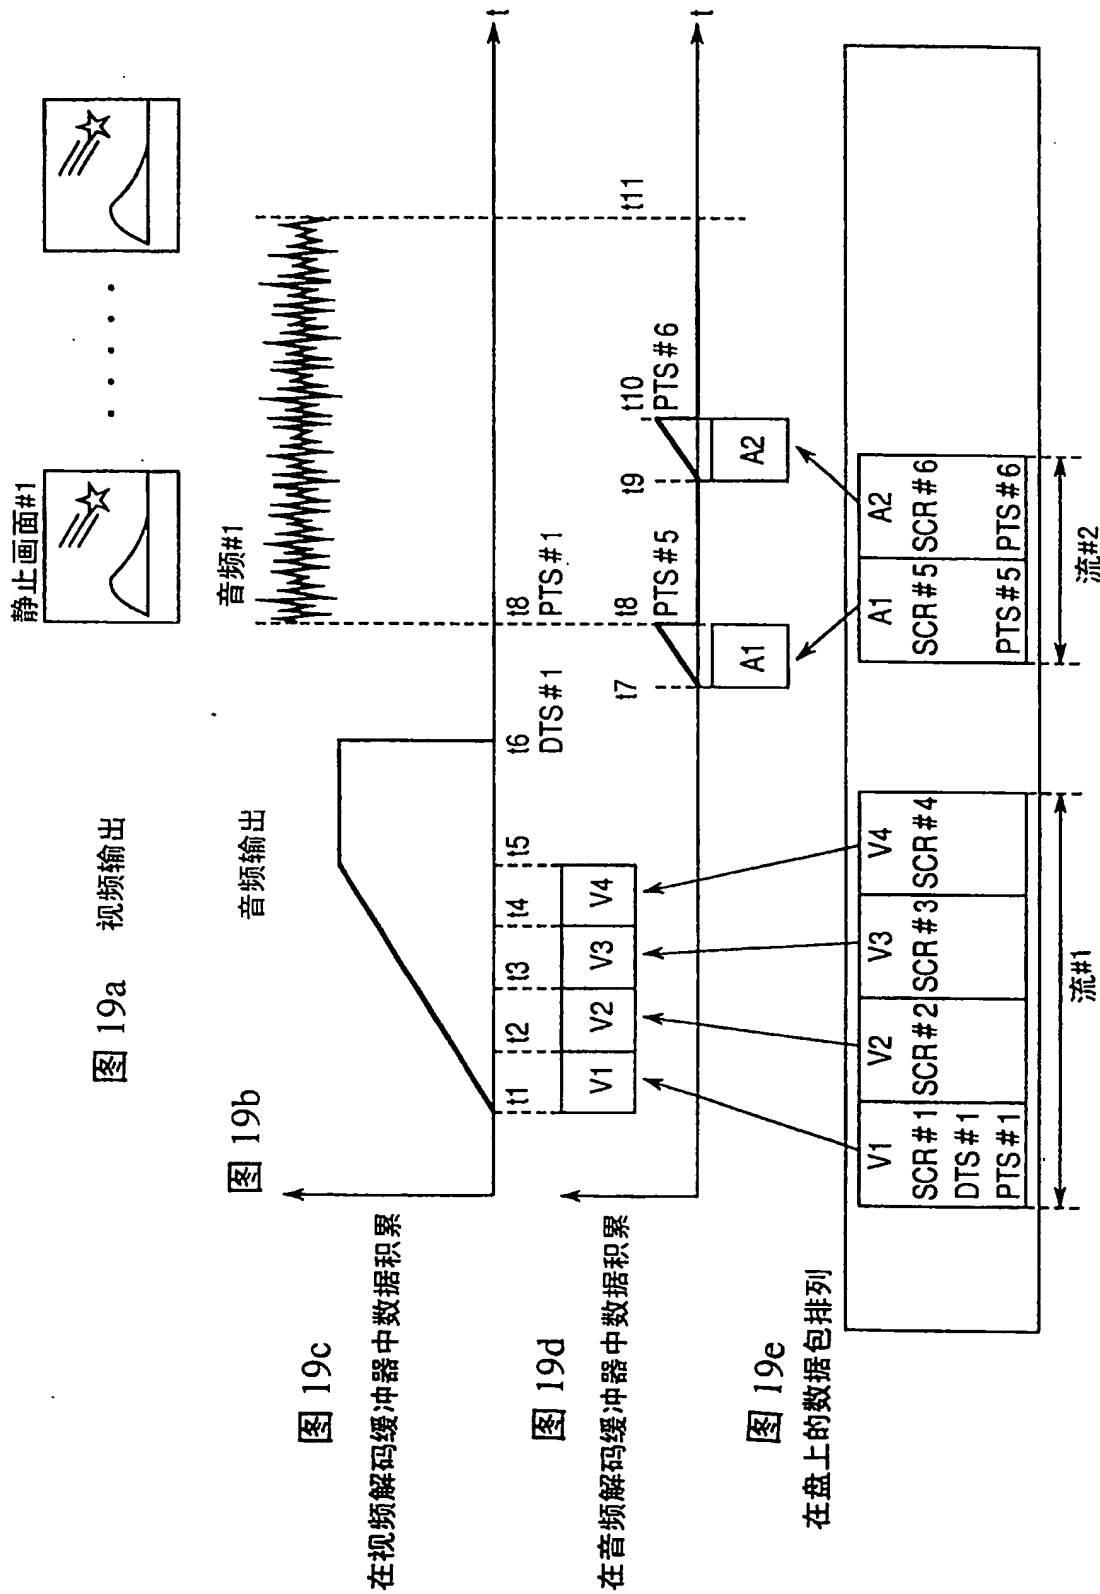 图 19a
视频输出
静止画面#1
图 19b
音频输出
音频#1
图 19c
在视频解码缓冲器中数据积累
t1
t2
t3
t4
t5
t6
DTS#1
t8
PTS#1
t
V1
V2
V3
V4
图 19d
在音频解码缓冲器中数据积累
t7
t8
PTS#5
t9
t10
PTS#6
t11
t
A1
A2
图 19e
在盘上的数据包排列
V1
SCR#1
DTS#1
PTS#1
V2
SCR#2
V3
SCR#3
V4
SCR#4
A1
SCR#5
PTS#5
A2
SCR#6
PTS#6
流#1
流#2